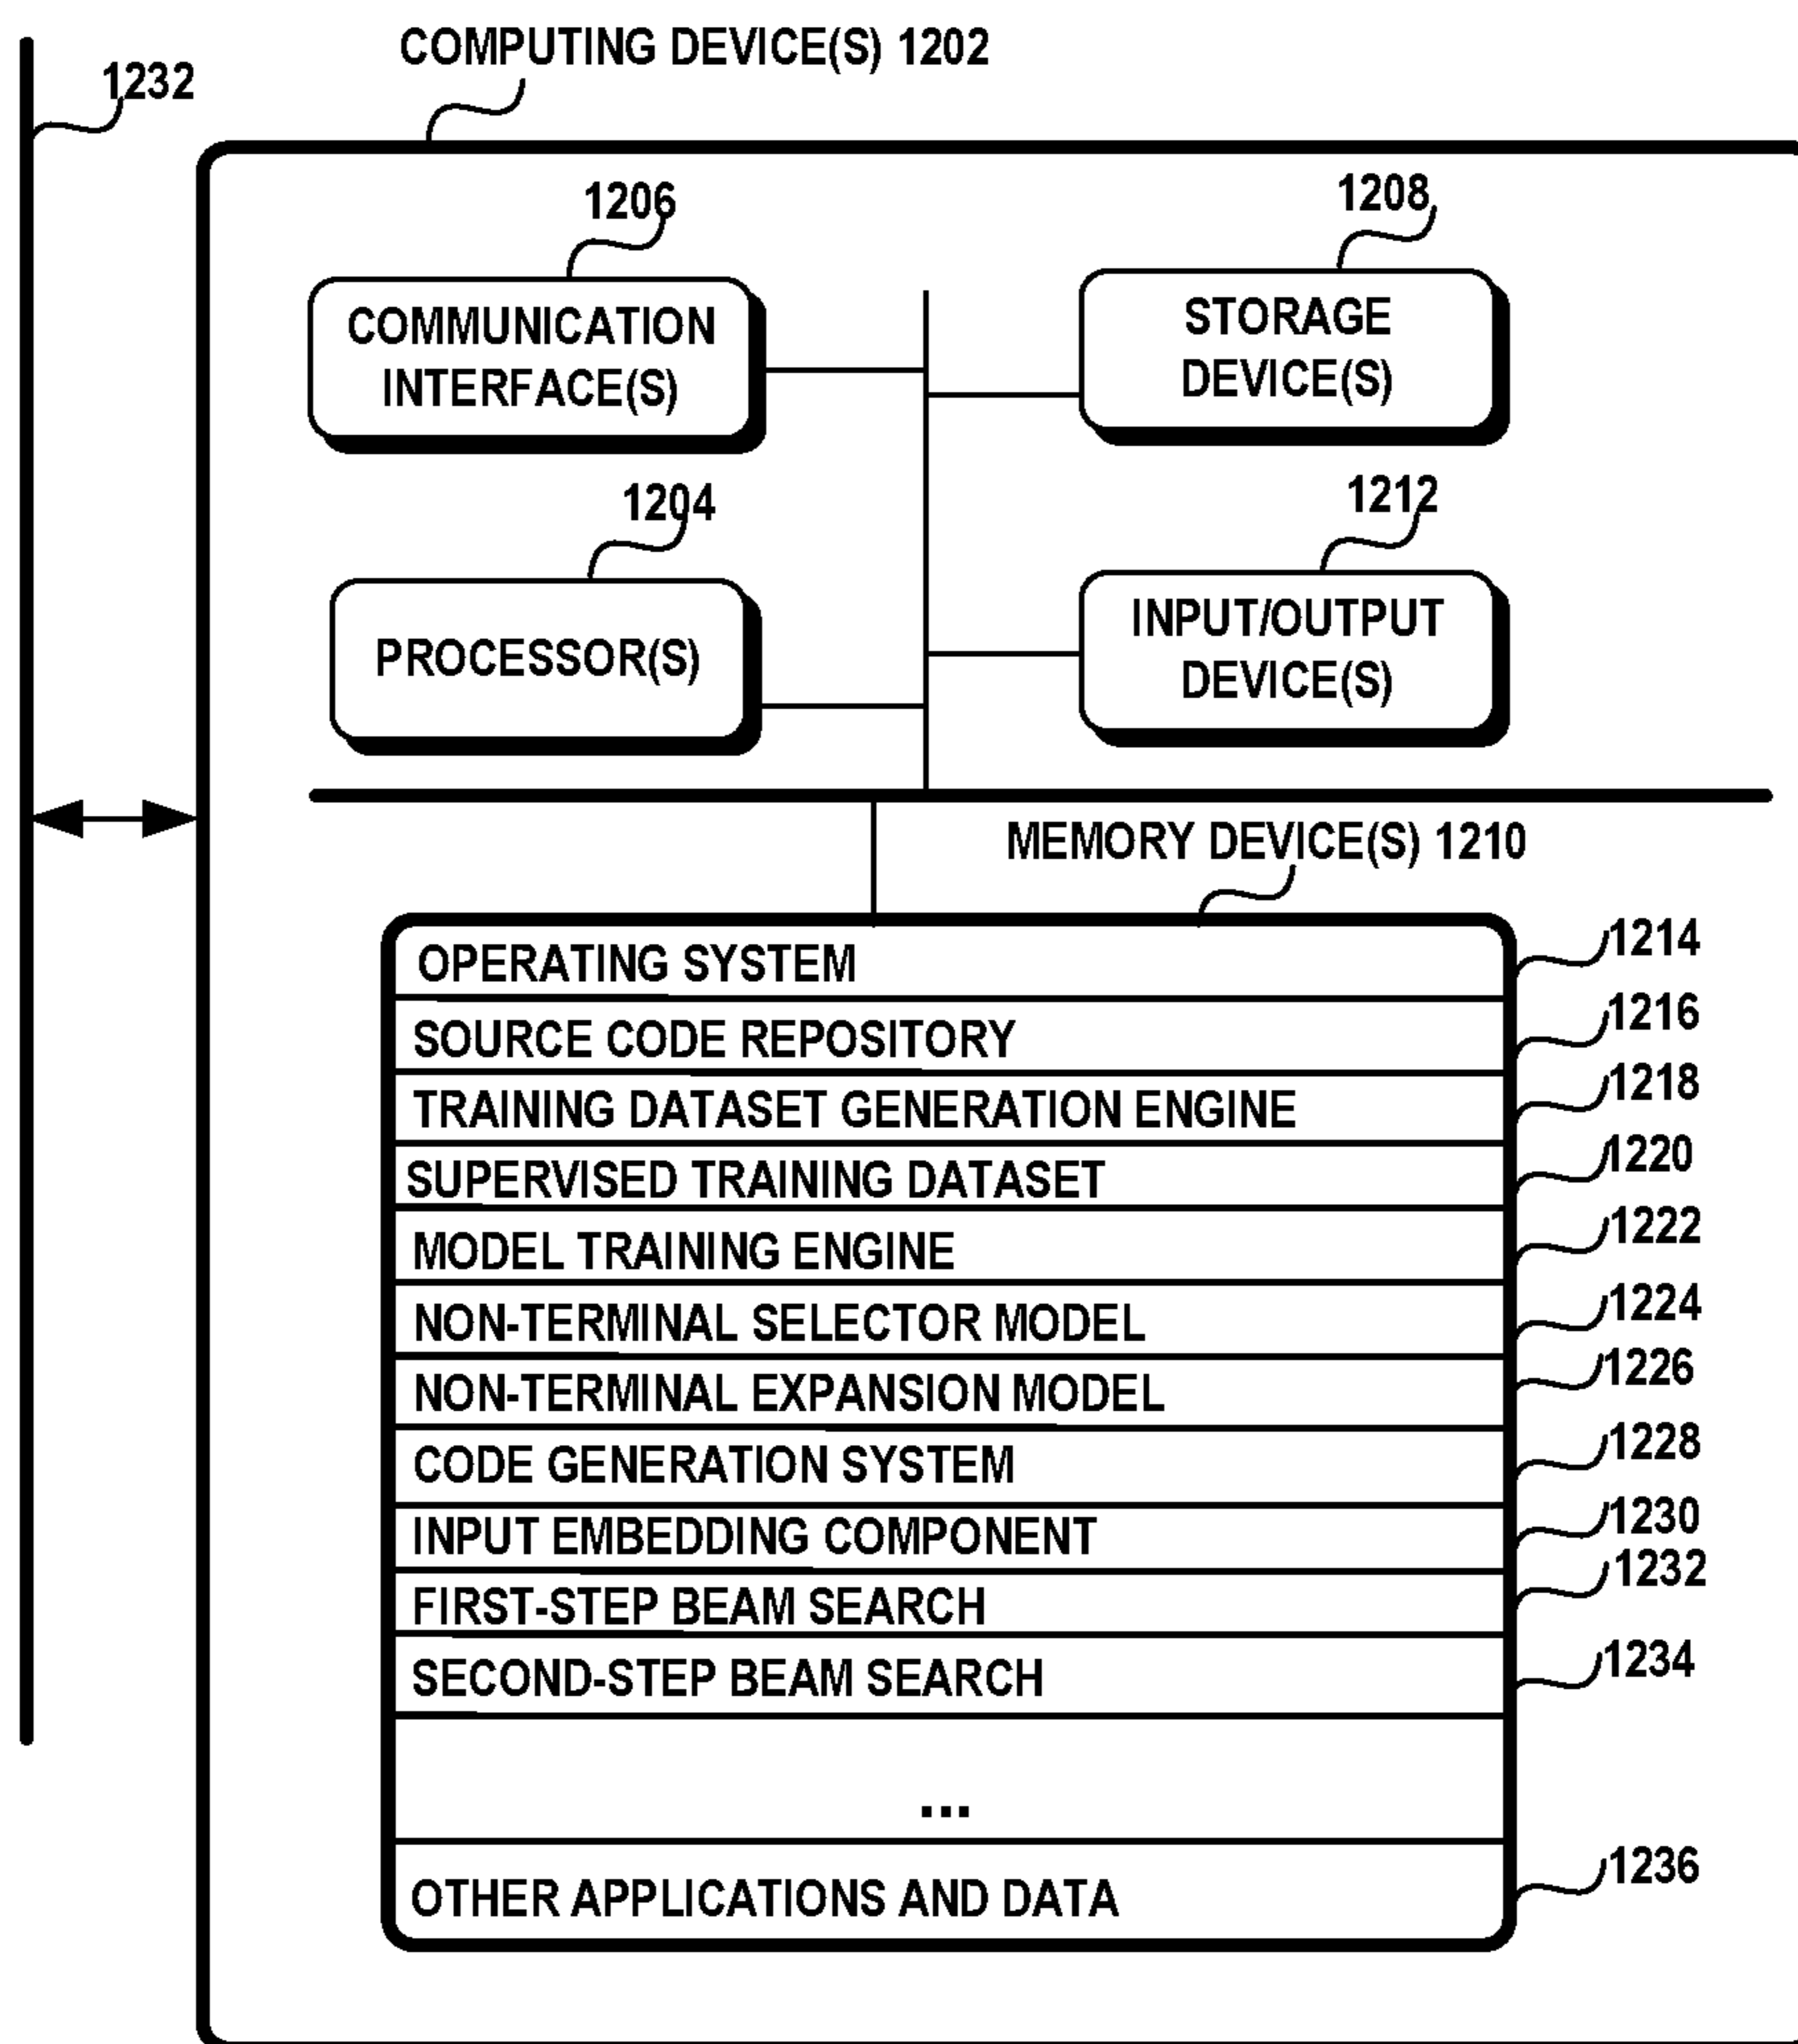 COMPUTING DEVICE(S) 1202
1232
1206
1208
COMMUNICATION
INTERFACE(S)
STORAGE
DEVICE(S)
1204
1212
PROCESSOR(S)
INPUT/OUTPUT
DEVICE(S)
MEMORY DEVICE(S) 1210
OPERATING SYSTEM 1214
SOURCE CODE REPOSITORY 1216
TRAINING DATASET GENERATION ENGINE 1218
SUPERVISED TRAINING DATASET 1220
MODEL TRAINING ENGINE 1222
NON-TERMINAL SELECTOR MODEL 1224
NON-TERMINAL EXPANSION MODEL 1226
CODE GENERATION SYSTEM 1228
INPUT EMBEDDING COMPONENT 1230
FIRST-STEP BEAM SEARCH 1232
SECOND-STEP BEAM SEARCH 1234
...
OTHER APPLICATIONS AND DATA 1236